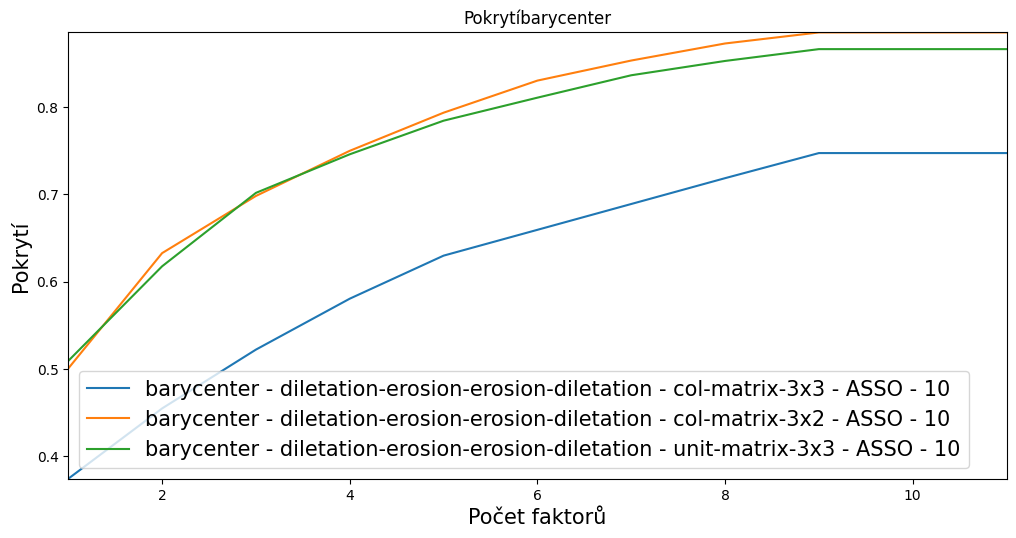 Pokrytíbarycenter
0.8
0.7
0.6
0.5
0.4
Pokrytí
barycenter - diletation-erosion-erosion-diletation - col-matrix-3x3 - ASSO - 10
barycenter - diletation-erosion-erosion-diletation - col-matrix-3x2 - ASSO - 10
barycenter - diletation-erosion-erosion-diletation - unit-matrix-3x3 - ASSO - 10
2 4 6 8 10
Počet faktorů